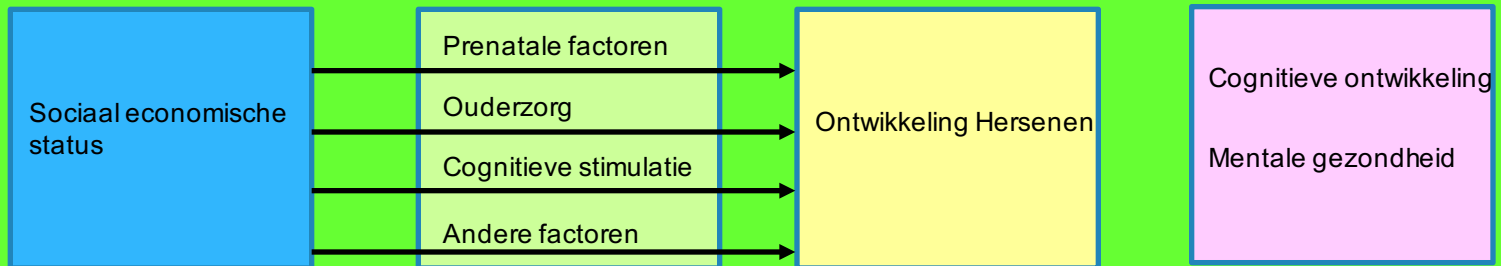 Sociaal economische
status
Prenatale factoren
Ouderzorg
Cognitieve stimulatie
Andere factoren
Ontwikkeling Hersenen
Cognitieve ontwikkeling
Mentale gezondheid